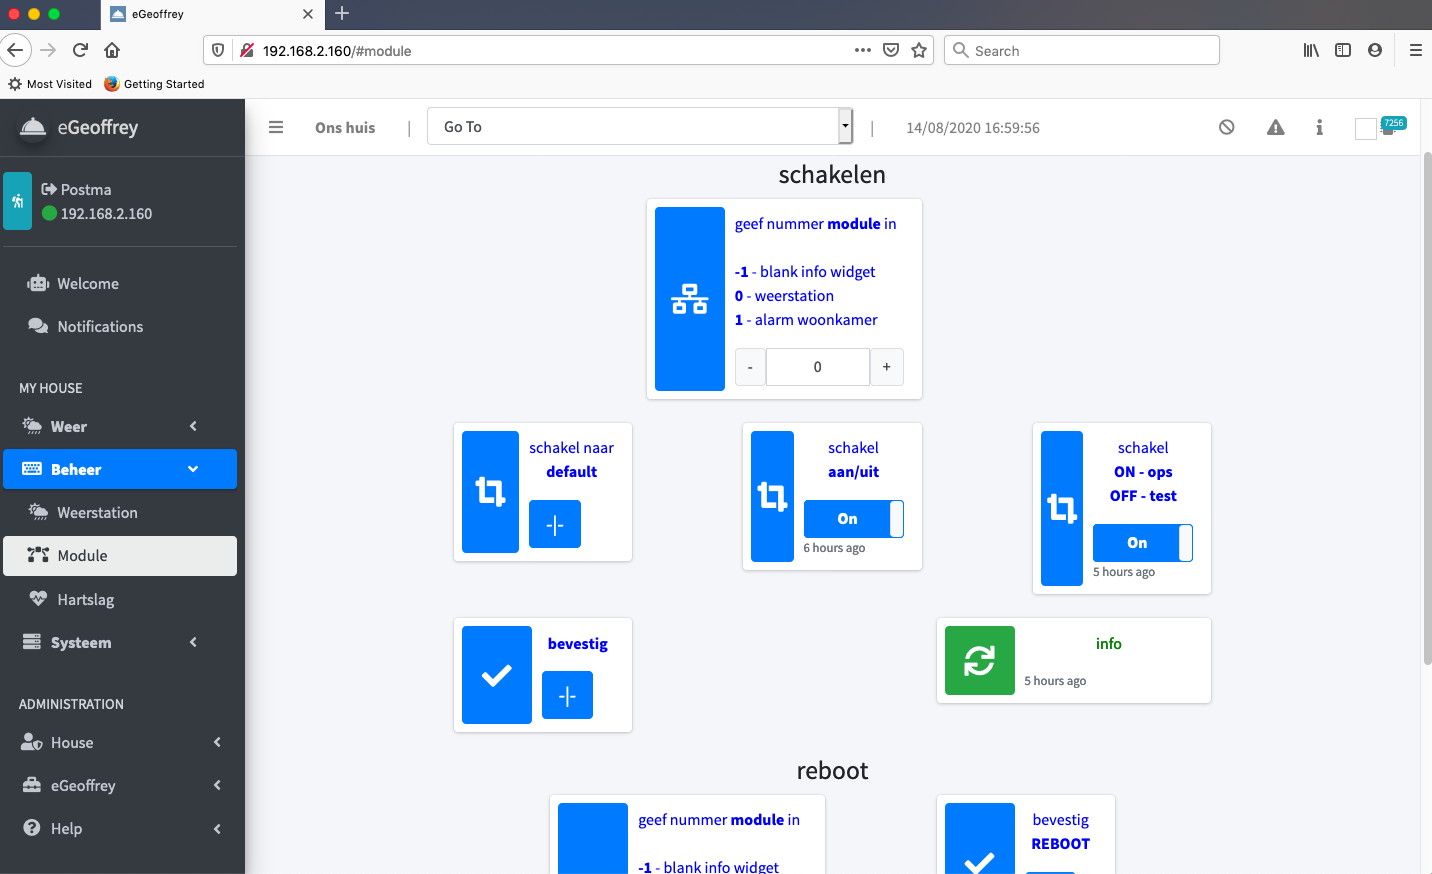 eGeoffrey
192.168.2.160/#module
Search
Most Visited
Getting Started
eGeoffrey
Ons huis | Go To | 14/08/2020 16:59:56
7256
Postma
192.168.2.160
Welcome
Notifications
MY HOUSE
Weer
Beheer
Weerstation
Module
Hartslag
Systeem
ADMINISTRATION
House
eGeoffrey
Help
schakelen
geef nummer module in
-1 - blank info widget
0 - weerstation
1 - alarm woonkamer
- 0 +
schakel naar
default
schakel
aan/uit
On
6 hours ago
schakel
ON - ops
OFF - test
On
5 hours ago
bevestig
info
5 hours ago
reboot
geef nummer module in
-1 - blank info widget
bevestig
REBOOT